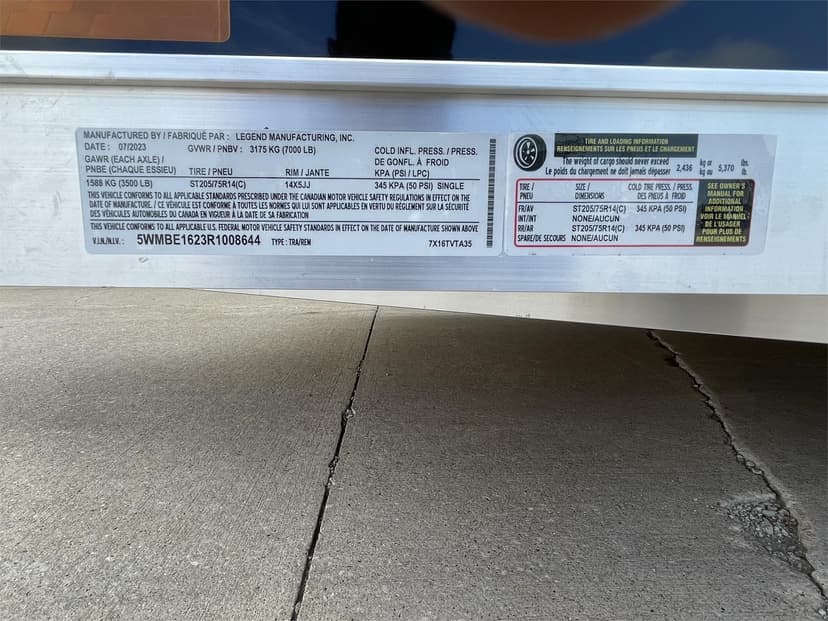 MANUFACTURED BY / FABRIQUÉ PAR : LEGEND MANUFACTURING, INC.
DATE : 07/2023 GVWR / PNBV : 3175 KG (7000 LB) COLD INFL. PRESS. / PRESS.
GAWR (EACH AXLE) / DE GONFL. À FROID
PNBE (CHAQUE ESSIEU) TIRE / PNEU RIM / JANTE KPA (PSI / LPC)
1588 KG (3500 LB) ST205/75R14(C) 14X5JJ 345 KPA (50 PSI) SINGLE
THIS VEHICLE CONFORMS TO ALL STANDARDS PRESCRIBED UNDER THE CANADIAN MOTOR VEHICLE SAFETY REGULATIONS IN EFFECT ON THE
DATE OF MANUFACTURE / CE VÉHICULE EST CONFORME À TOUTES LES NORMES QUI LUI SONT APPLICABLES EN VERTU DU RÈGLEMENT SUR LA SÉCURITÉ
DES VÉHICULES AUTOMOBILES DU CANADA EN VIGUEUR À LA DATE DE SA FABRICATION
THIS VEHICLE CONFORMS TO ALL APPLICABLE U.S. FEDERAL MOTOR VEHICLE SAFETY STANDARDS IN EFFECT ON THE DATE OF MANUFACTURE SHOWN ABOVE
V.I.N./N.I.V. : 5WMBE1623R1008644 TYPE : TRA/REM 7X16TVTA35
TIRE AND LOADING INFORMATION
RENSEIGNEMENTS SUR LES PNEUS ET LE CHARGEMENT
The weight of cargo should never exceed 2,436 kg or 5,370 lbs.
Le poids du chargement ne doit jamais dépasser kg ou lb.
TIRE / SIZE / COLD TIRE PRESS. / PRESS.
PNEU DIMENSIONS DES PNEUS À FROID
FR/AV ST205/75R14(C) 345 KPA (50 PSI)
INT/INT NONE/AUCUN
RR/AR ST205/75R14(C) 345 KPA (50 PSI)
SPARE/DE SECOURS NONE/AUCUN
SEE OWNER'S
MANUAL FOR
ADDITIONAL
INFORMATION
VOIR LE MANUEL
DE L'USAGER
POUR PLUS DE
RENSEIGNEMENTS